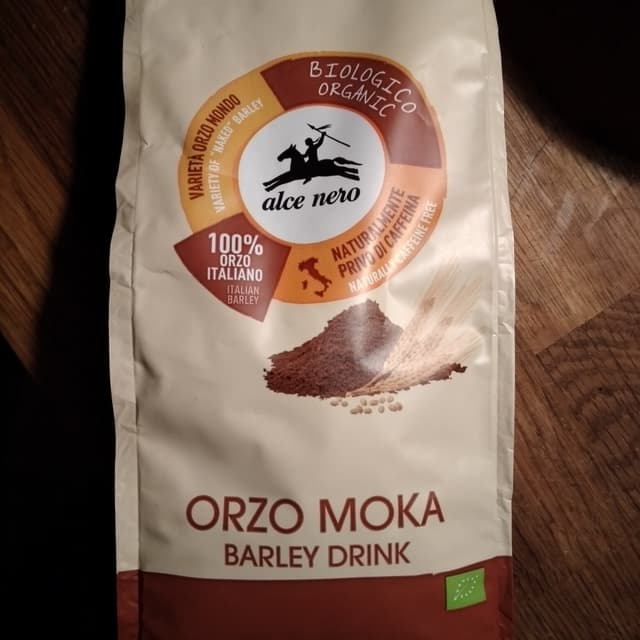 BIOLOGICO
ORGANIC
VARIETÀ ORZO MONDO
VARIETY OF "NAKED" BARLEY
alce nero
100%
ORZO
ITALIANO
ITALIAN
BARLEY
NATURALMENTE
PRIVO DI CAFFEINA
NATURALLY CAFFEINE FREE
ORZO MOKA
BARLEY DRINK